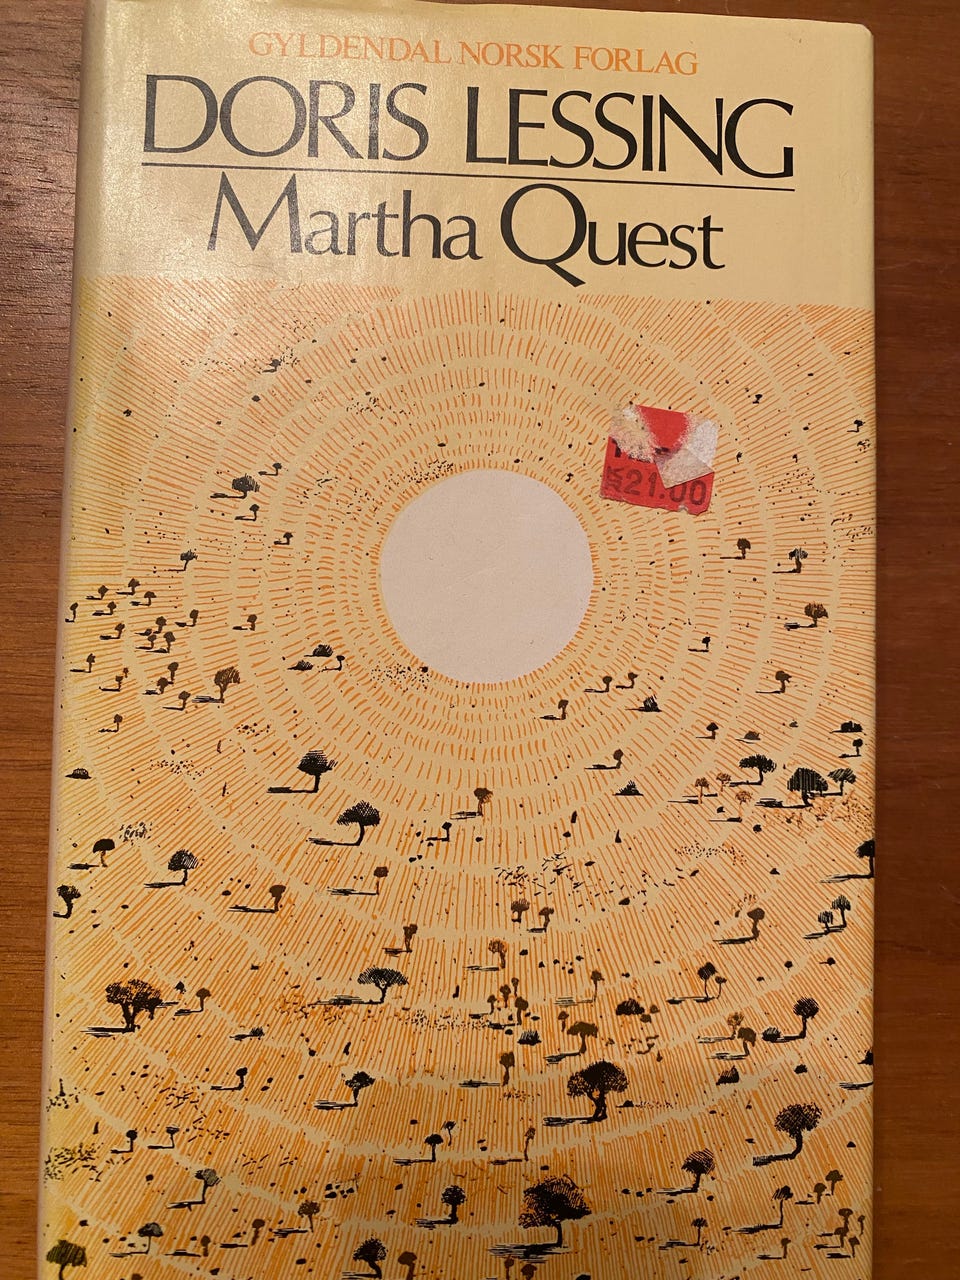 GYLDENDAL NORSK FORLAG
DORIS LESSING
Martha Quest
21.00